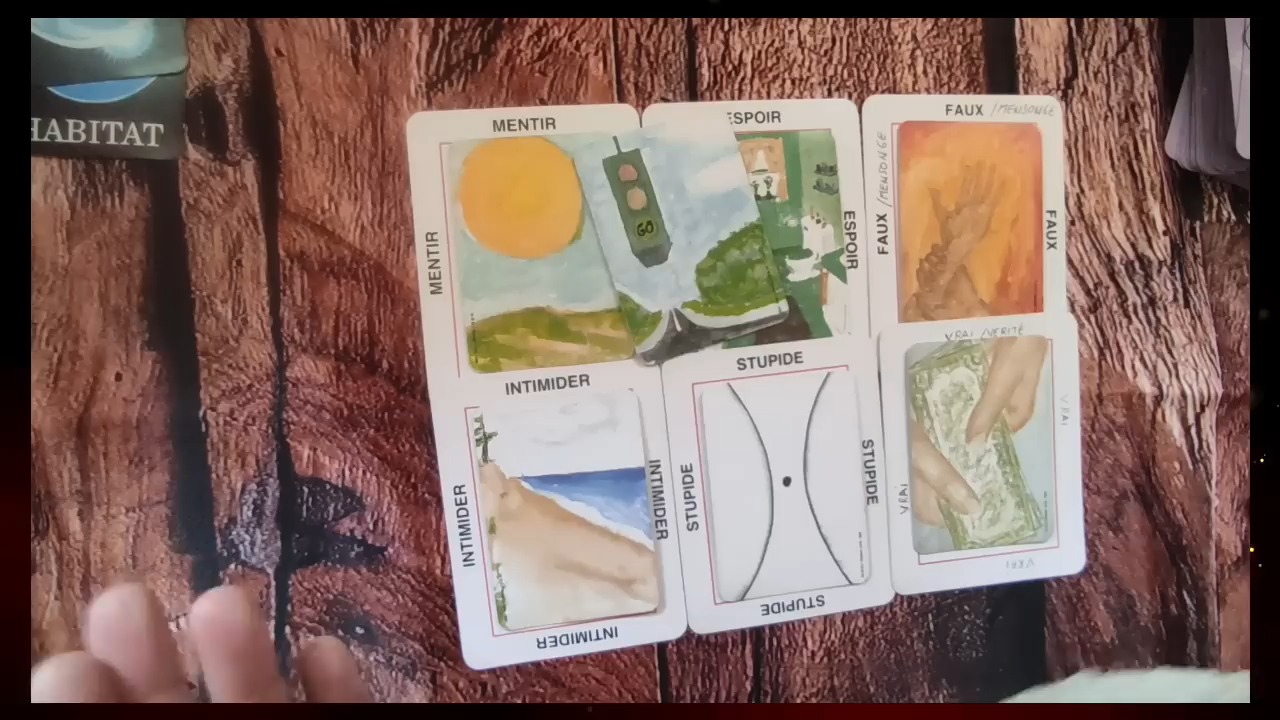 HABITAT
MENTIR
MENTIR
GO
ESPOIR
ESPOIR
FAUX /MENSONGE
FAUX /MENSONGE
FAUX
INTIMIDER
INTIMIDER
INTIMIDER
INTIMIDER
STUPIDE
STUPIDE
STUPIDE
STUPIDE
VRAI /VERITÉ
VRAI
VRAI
VRAI